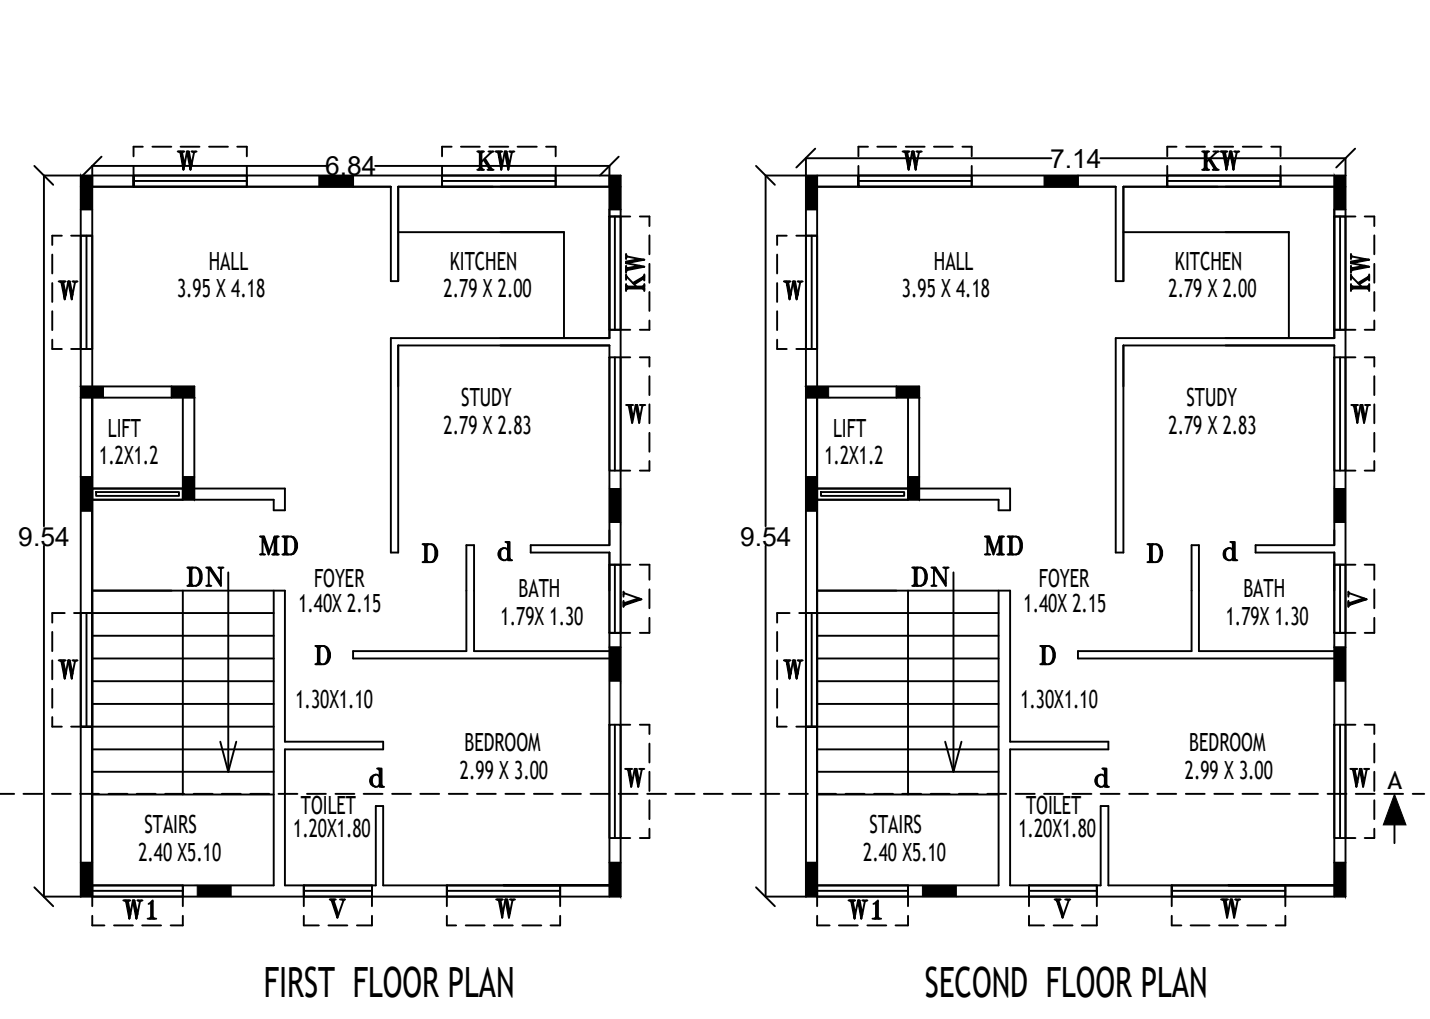 W
6.84
KW
W
HALL
3.95 X 4.18
KITCHEN
2.79 X 2.00
KW
STUDY
2.79 X 2.83
W
LIFT
1.2X1.2
9.54
MD
D
d
DN
FOYER
1.40X 2.15
BATH
1.79X 1.30
V
W
D
1.30X1.10
BEDROOM
2.99 X 3.00
W
d
TOILET
1.20X1.80
STAIRS
2.40 X5.10
W1
V
W
FIRST FLOOR PLAN
W
7.14
KW
W
HALL
3.95 X 4.18
KITCHEN
2.79 X 2.00
KW
STUDY
2.79 X 2.83
W
LIFT
1.2X1.2
9.54
MD
D
d
DN
FOYER
1.40X 2.15
BATH
1.79X 1.30
V
W
D
1.30X1.10
BEDROOM
2.99 X 3.00
W
A
d
TOILET
1.20X1.80
STAIRS
2.40 X5.10
W1
V
W
SECOND FLOOR PLAN